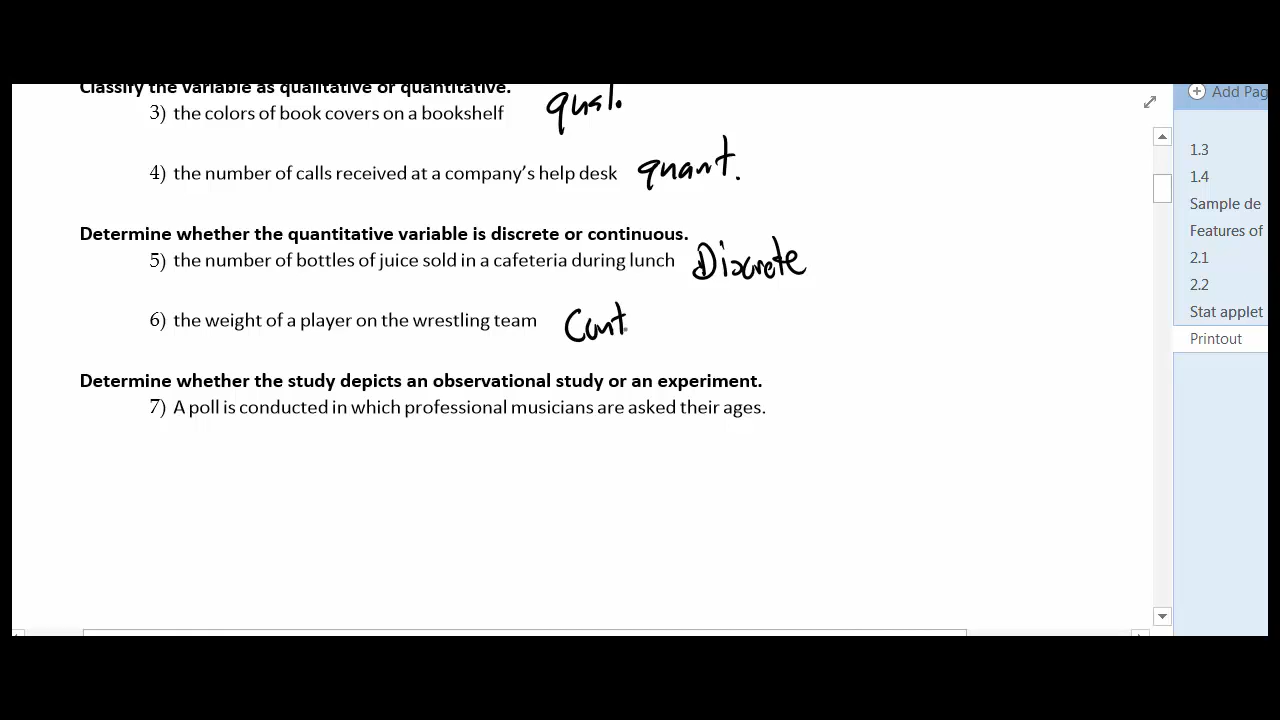 Classify the variable as qualitative or quantitative.
3) the colors of book covers on a bookshelf qual.
4) the number of calls received at a company's help desk quant.
Determine whether the quantitative variable is discrete or continuous.
5) the number of bottles of juice sold in a cafeteria during lunch Discrete
6) the weight of a player on the wrestling team Cont
Determine whether the study depicts an observational study or an experiment.
7) A poll is conducted in which professional musicians are asked their ages.
Add Pag
1.3
1.4
Sample de
Features of
2.1
2.2
Stat applet
Printout